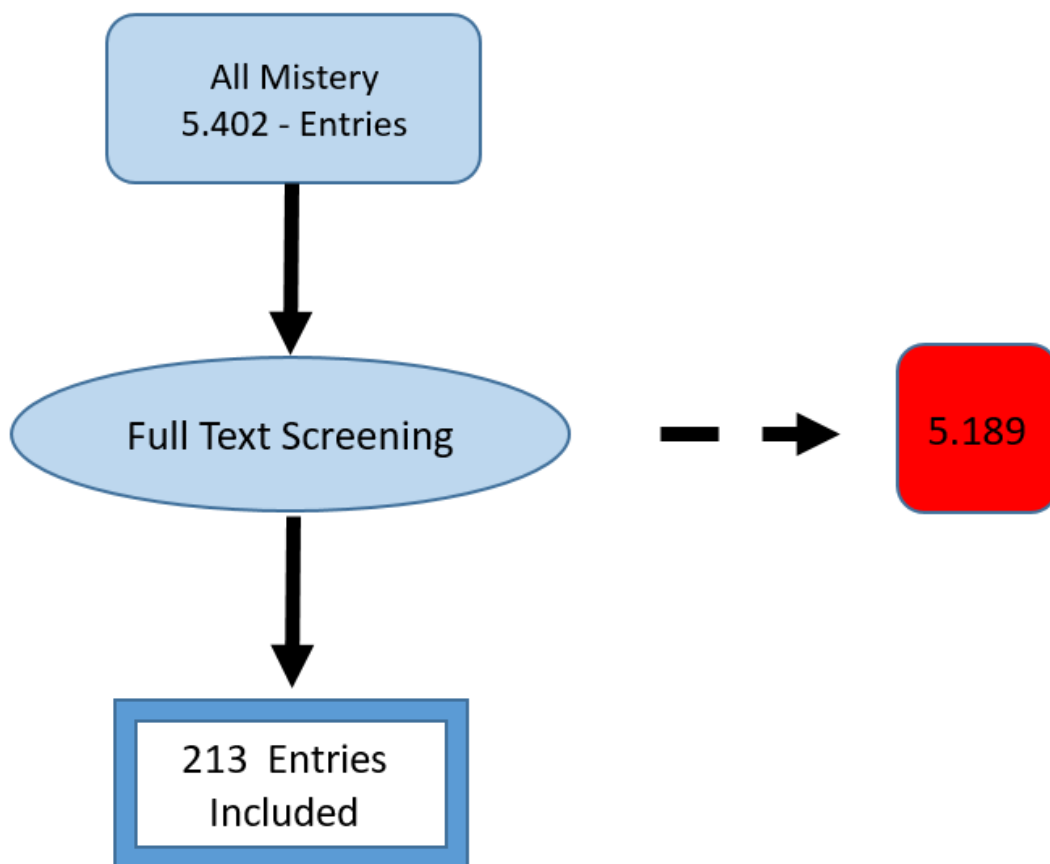 All Mistery
5.402 - Entries
Full Text Screening
5.189
213 Entries
Included